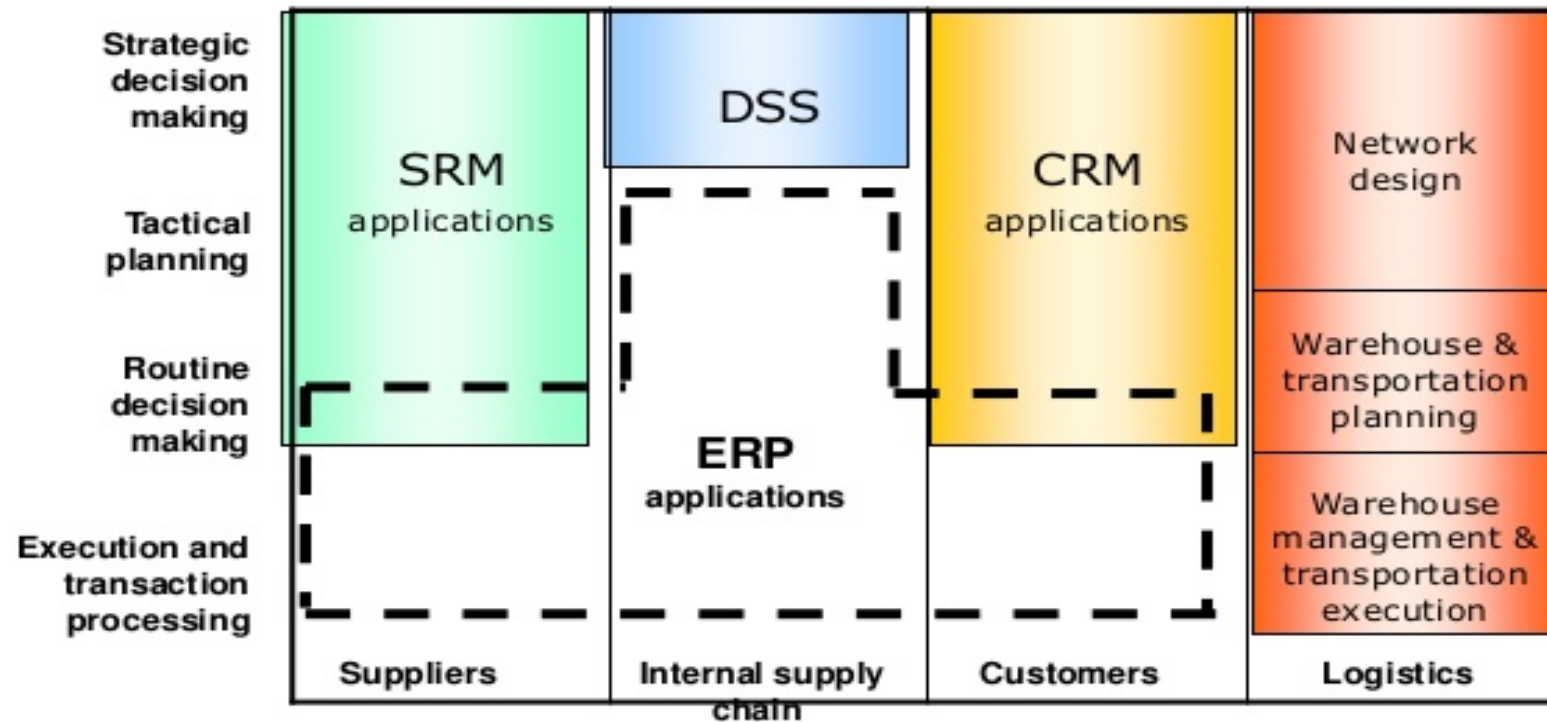 Strategic
decision
making
Tactical
planning
Routine
decision
making
Execution and
transaction
processing
SRM
applications
DSS
CRM
applications
ERP
applications
Network
design
Warehouse &
transportation
planning
Warehouse
management &
transportation
execution
Suppliers
Internal supply
chain
Customers
Logistics